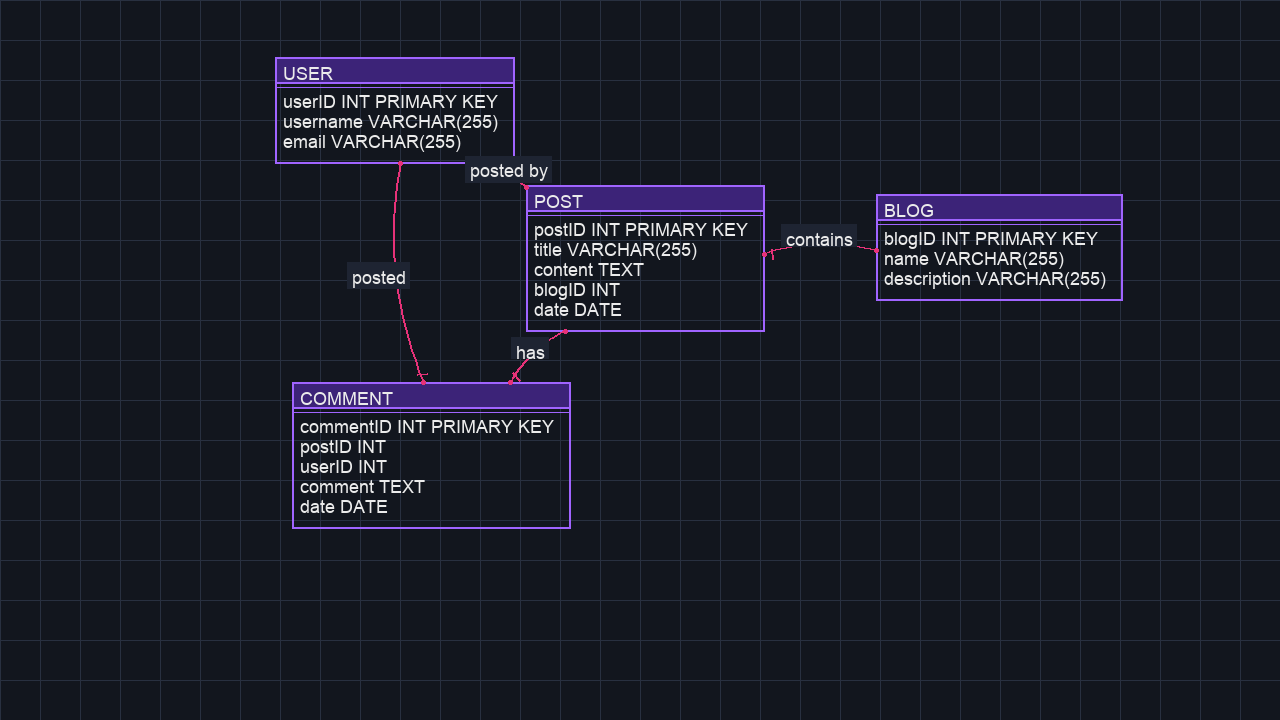 USER
userID INT PRIMARY KEY
username VARCHAR(255)
email VARCHAR(255)
posted by
POST
postID INT PRIMARY KEY
title VARCHAR(255)
content TEXT
blogID INT
date DATE
contains
BLOG
blogID INT PRIMARY KEY
name VARCHAR(255)
description VARCHAR(255)
posted
has
COMMENT
commentID INT PRIMARY KEY
postID INT
userID INT
comment TEXT
date DATE